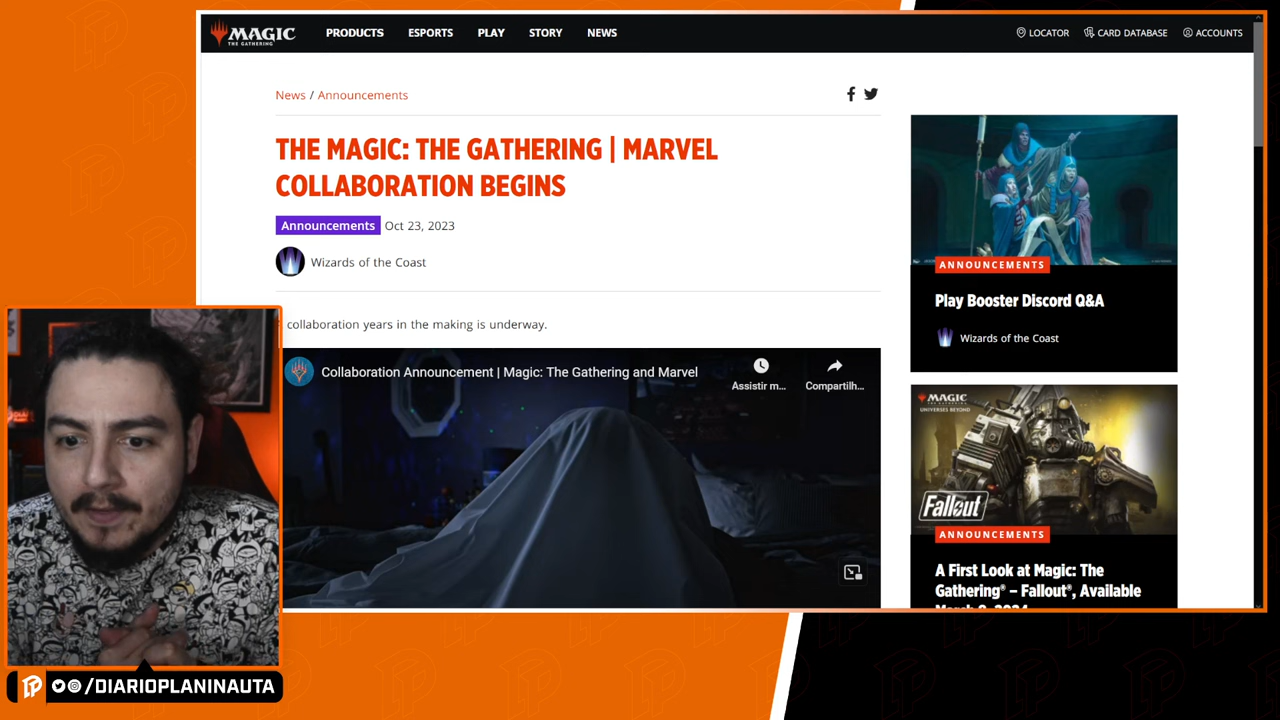 MAGIC
THE GATHERING
PRODUCTS ESPORTS PLAY STORY NEWS
LOCATOR CARD DATABASE ACCOUNTS
News / Announcements
THE MAGIC: THE GATHERING | MARVEL
COLLABORATION BEGINS
Announcements Oct 23, 2023
Wizards of the Coast
collaboration years in the making is underway.
Collaboration Announcement | Magic: The Gathering and Marvel
Assistir m...
Compartilh...
ANNOUNCEMENTS
Play Booster Discord Q&A
Wizards of the Coast
MAGIC
UNIVERSES BEYOND
Fallout
ANNOUNCEMENTS
A First Look at Magic: The
Gathering® – Fallout®, Available
/DIARIOPLANINAUTA